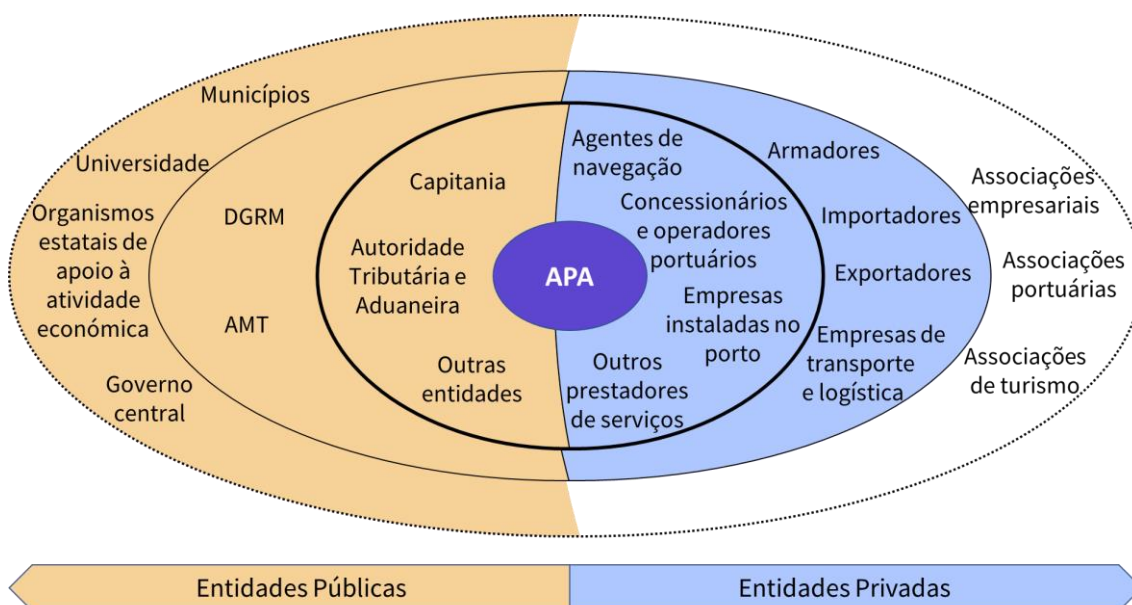 Municípios
Universidade
Organismos
estatais de
apoio à
atividade
económica
Governo
central
DGRM
AMT
Capitania
Autoridade
Tributária e
Aduaneira
Outras
entidades
APA
Agentes de
navegação
Concessionários
e operadores
portuários
Empresas
instaladas no
porto
Outros
prestadores
de serviços
Armadores
Importadores
Exportadores
Empresas de
transporte
e logística
Associações
empresariais
Associações
portuárias
Associações
de turismo
Entidades Públicas
Entidades Privadas